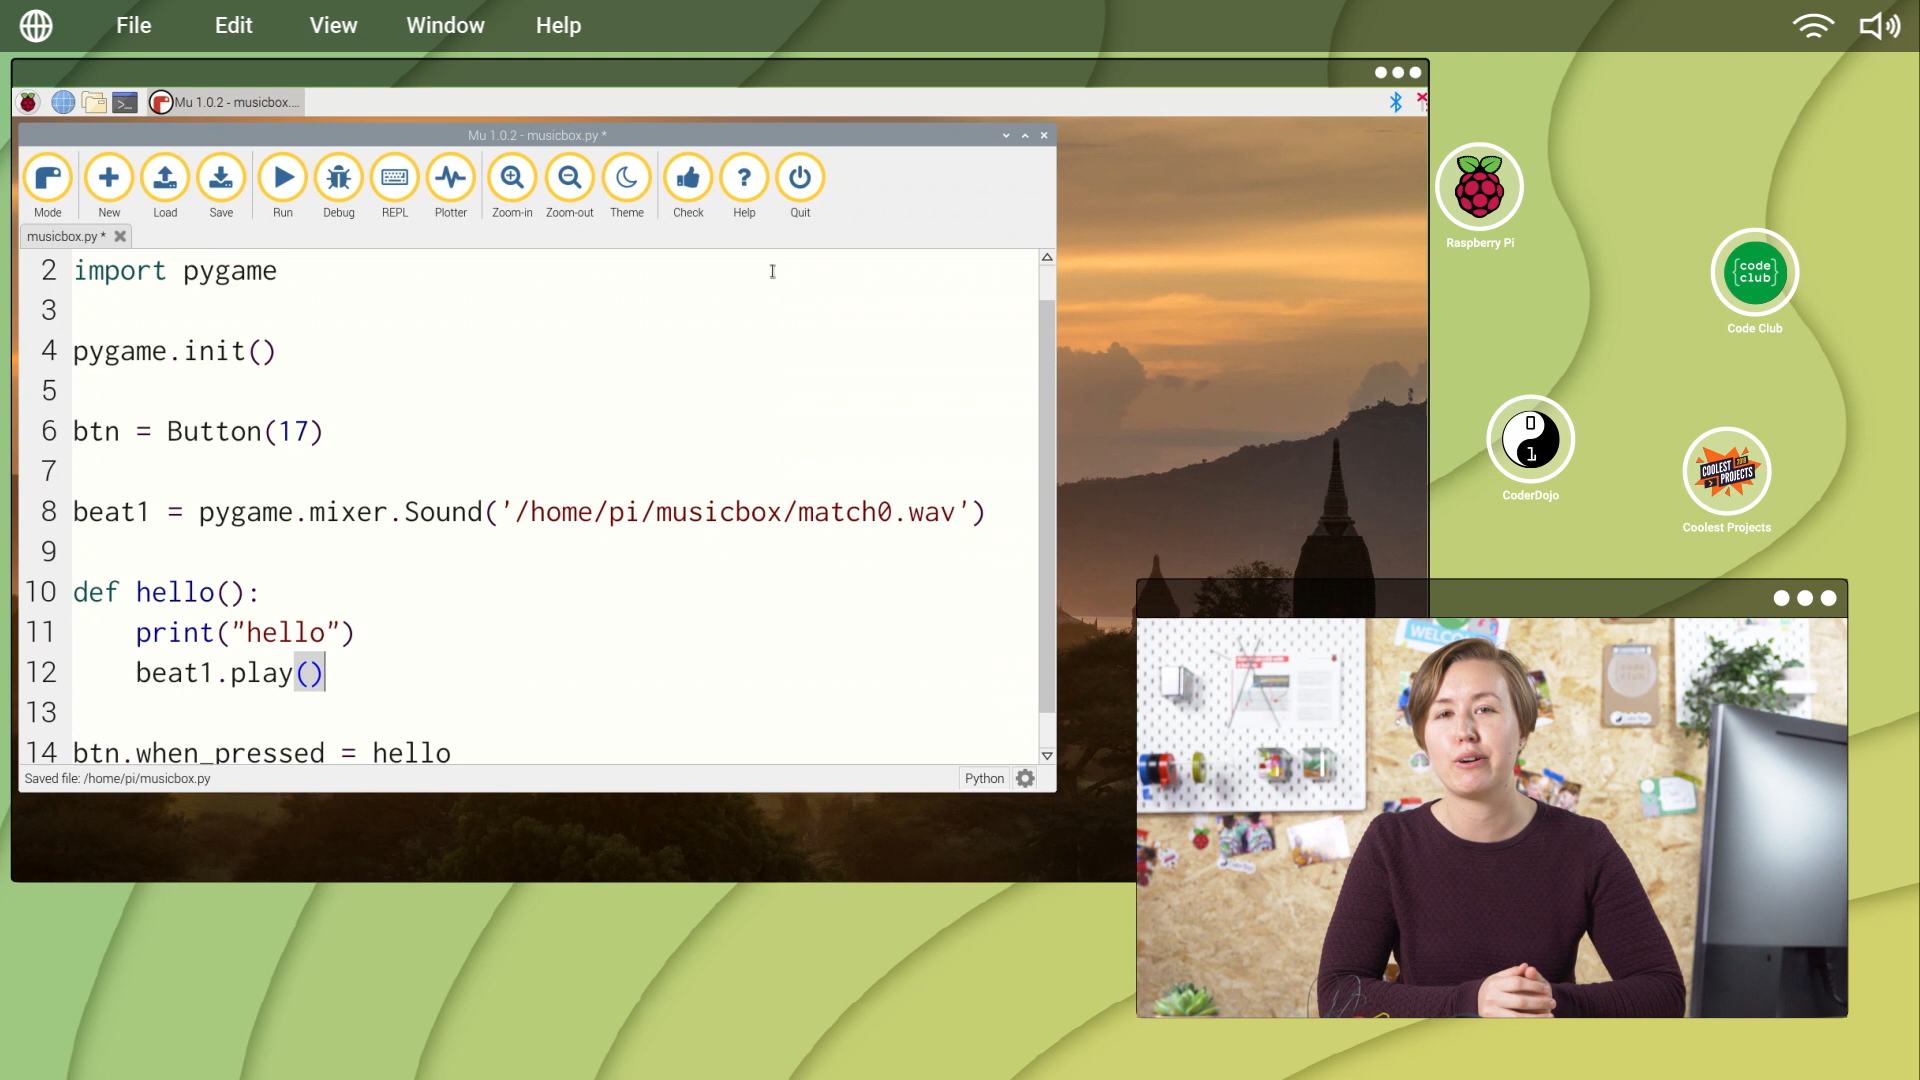 File Edit View Window Help
Mu 1.0.2 - musicbox....
Mu 1.0.2 - musicbox.py *
Mode New Load Save Run Debug REPL Plotter Zoom-in Zoom-out Theme Check Help Quit
musicbox.py *
2 import pygame
3
4 pygame.init()
5
6 btn = Button(17)
7
8 beat1 = pygame.mixer.Sound('/home/pi/musicbox/match0.wav')
9
10 def hello():
11 print("hello")
12 beat1.play()
13
14 btn.when_pressed = hello
Saved file: /home/pi/musicbox.py
Python
Raspberry Pi
{code club}
Code Club
0
1
CoderDojo
COOLEST PROJECTS
Coolest Projects
WELCOME